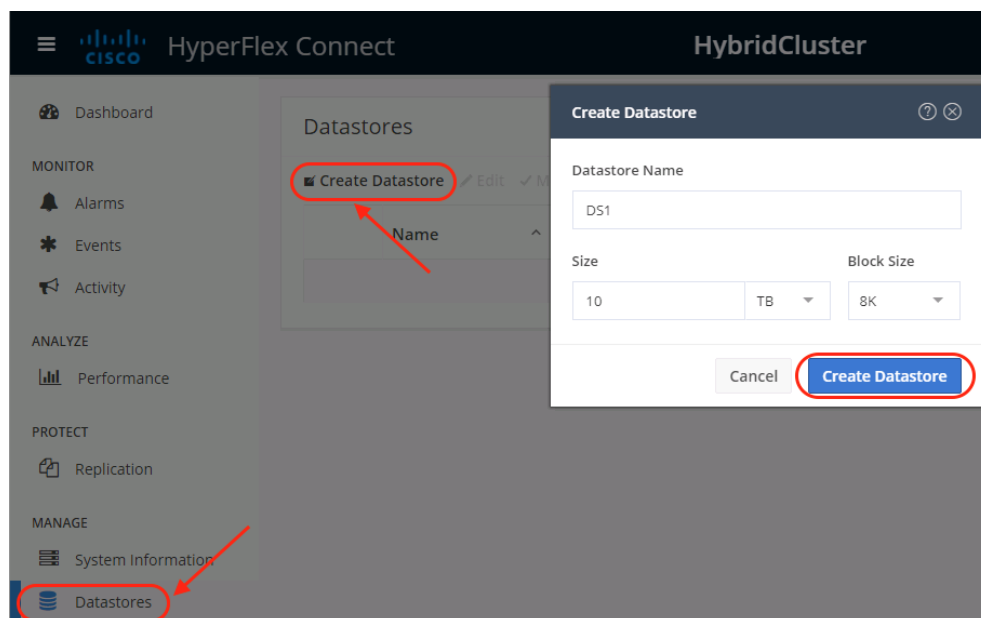 CISCO HyperFlex Connect HybridCluster
Dashboard
MONITOR
Alarms
Events
Activity
ANALYZE
Performance
PROTECT
Replication
MANAGE
System Information
Datastores
Datastores
Create Datastore Edit
Name
Create Datastore
Datastore Name
DS1
Size Block Size
10 TB 8K
Cancel Create Datastore